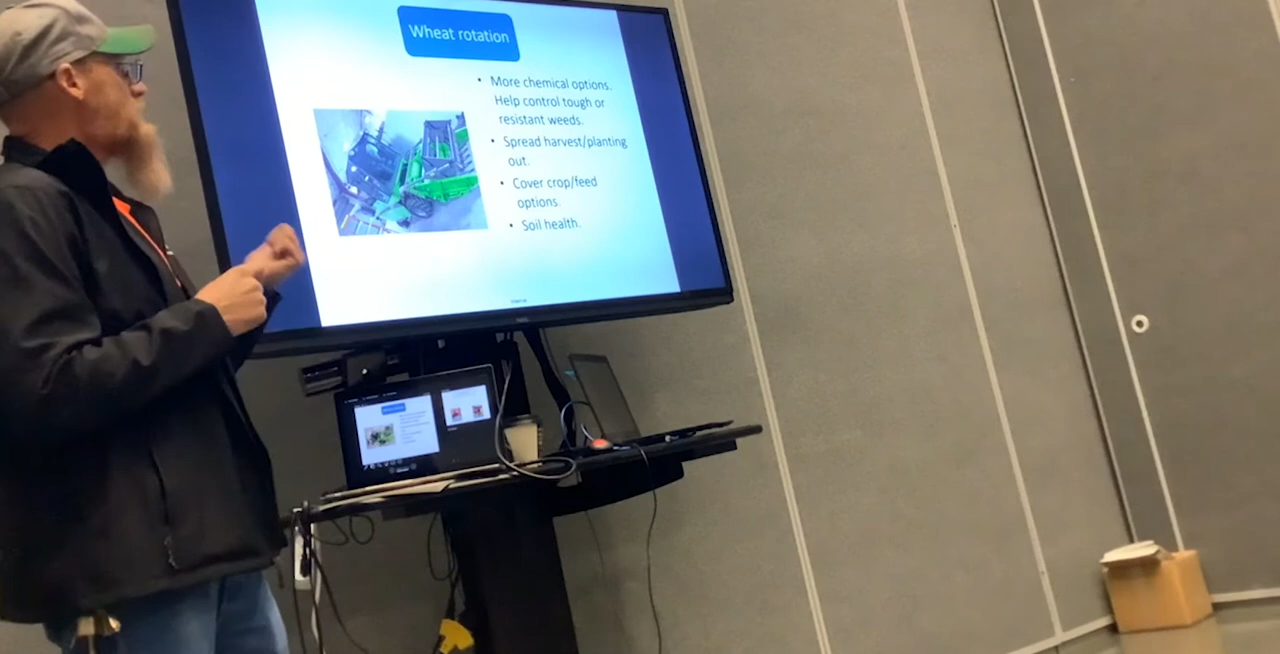 Wheat rotation
• More chemical options.
Help control tough or
resistant weeds.
• Spread harvest/planting
out.
• Cover crop/feed
options.
• Soil health.